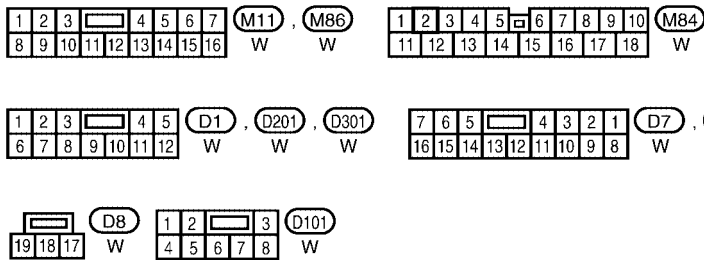 1 2 3 4 5 6 7 M11 , M86 1 2 3 4 5 6 7 8 9 10 M84
8 9 10 11 12 13 14 15 16 W W 11 12 13 14 15 16 17 18 W
1 2 3 4 5 D1 , D201 , D301 7 6 5 4 3 2 1 D7 ,
6 7 8 9 10 11 12 W W W 16 15 14 13 12 11 10 9 8 W
D8 1 2 3 D101
19 18 17 W 4 5 6 7 8 W